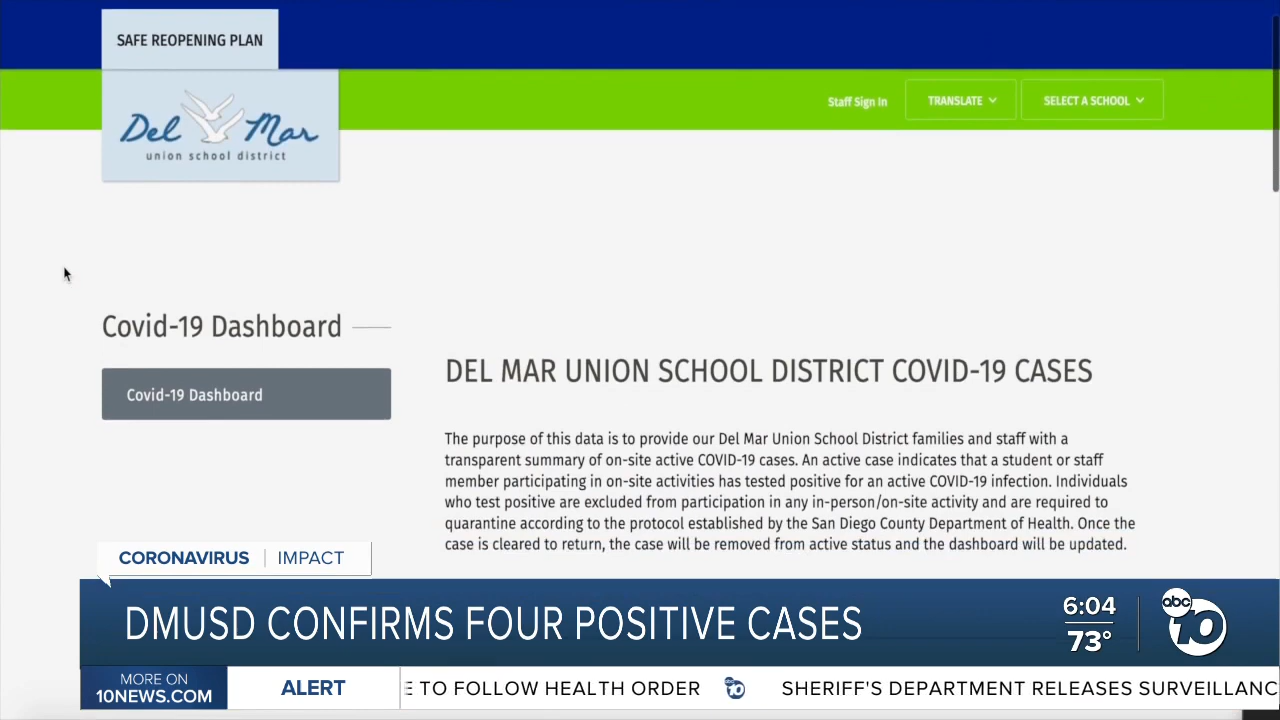 SAFE REOPENING PLAN
Del Mar
union school district
Staff Sign In
TRANSLATE
SELECT A SCHOOL
Covid-19 Dashboard
Covid-19 Dashboard
DEL MAR UNION SCHOOL DISTRICT COVID-19 CASES
The purpose of this data is to provide our Del Mar Union School District families and staff with a
transparent summary of on-site active COVID-19 cases. An active case indicates that a student or staff
member participating in on-site activities has tested positive for an active COVID-19 infection. Individuals
who test positive are excluded from participation in any in-person/on-site activity and are required to
quarantine according to the protocol established by the San Diego County Department of Health. Once the
case is cleared to return, the case will be removed from active status and the dashboard will be updated.
CORONAVIRUS | IMPACT
DMUSD CONFIRMS FOUR POSITIVE CASES
6:04
73°
abc 10
MORE ON
10NEWS.COM
ALERT
E TO FOLLOW HEALTH ORDER abc 10 SHERIFF'S DEPARTMENT RELEASES SURVEILLANC